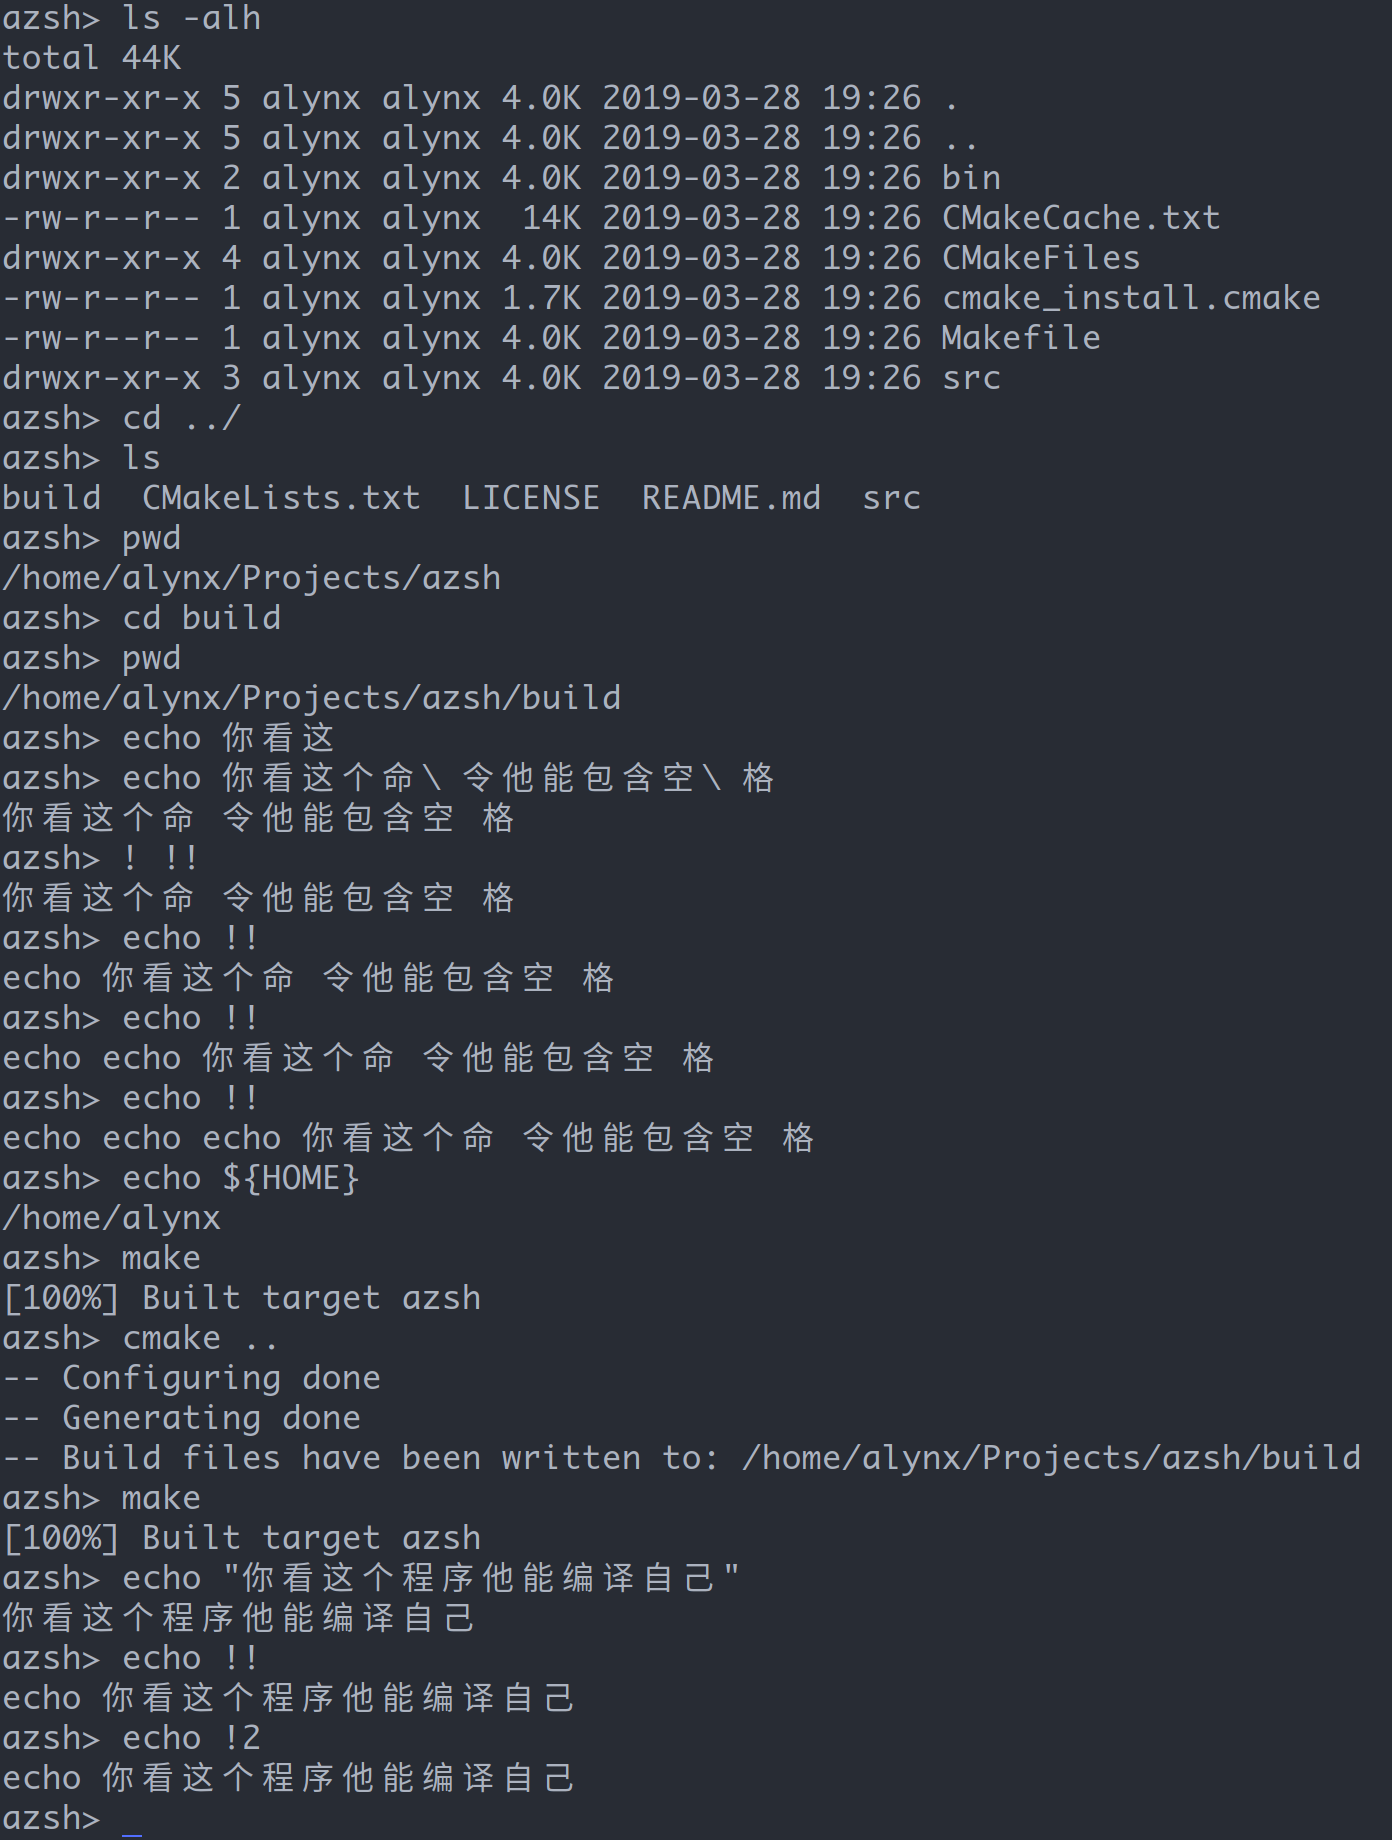 azsh> ls -alh
total 44K
drwxr-xr-x 5 alynx alynx 4.0K 2019-03-28 19:26 .
drwxr-xr-x 5 alynx alynx 4.0K 2019-03-28 19:26 ..
drwxr-xr-x 2 alynx alynx 4.0K 2019-03-28 19:26 bin
-rw-r--r-- 1 alynx alynx  14K 2019-03-28 19:26 CMakeCache.txt
drwxr-xr-x 4 alynx alynx 4.0K 2019-03-28 19:26 CMakeFiles
-rw-r--r-- 1 alynx alynx 1.7K 2019-03-28 19:26 cmake_install.cmake
-rw-r--r-- 1 alynx alynx 4.0K 2019-03-28 19:26 Makefile
drwxr-xr-x 3 alynx alynx 4.0K 2019-03-28 19:26 src
azsh> cd ../
azsh> ls
build  CMakeLists.txt  LICENSE  README.md  src
azsh> pwd
/home/alynx/Projects/azsh
azsh> cd build
azsh> pwd
/home/alynx/Projects/azsh/build
azsh> echo 你看这
azsh> echo 你看这个命\ 令他能包含空\ 格
你看这个命 令他能包含空 格
azsh> ! !!
你看这个命 令他能包含空 格
azsh> echo !!
echo 你看这个命 令他能包含空 格
azsh> echo !!
echo echo 你看这个命 令他能包含空 格
azsh> echo !!
echo echo echo 你看这个命 令他能包含空 格
azsh> echo ${HOME}
/home/alynx
azsh> make
[100%] Built target azsh
azsh> cmake ..
-- Configuring done
-- Generating done
-- Build files have been written to: /home/alynx/Projects/azsh/build
azsh> make
[100%] Built target azsh
azsh> echo "你看这个程序他能编译自己"
你看这个程序他能编译自己
azsh> echo !!
echo 你看这个程序他能编译自己
azsh> echo !2
echo 你看这个程序他能编译自己
azsh> _